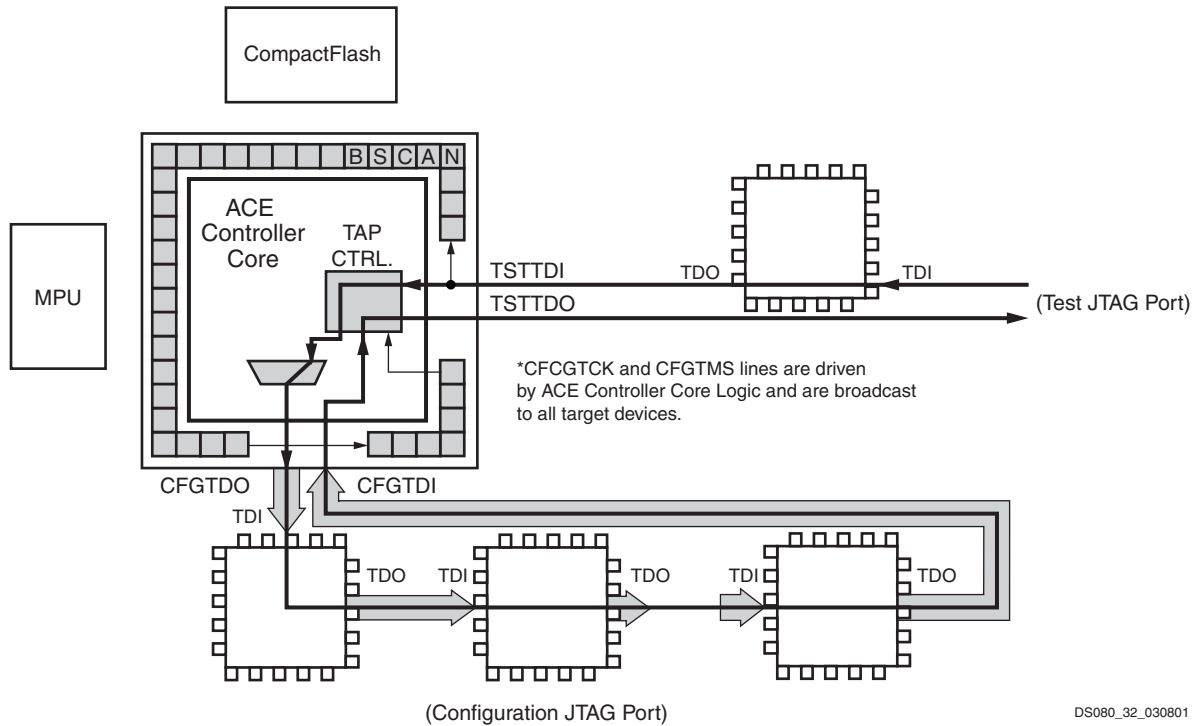 CompactFlash
B S C A N
ACE
Controller
Core
TAP
CTRL.
MPU
TSTTDI
TDO
TDI
TSTTDO
(Test JTAG Port)
*CFCGTCK and CFGTMS lines are driven
by ACE Controller Core Logic and are broadcast
to all target devices.
CFGTDO
CFGTDI
TDI
TDO
TDI
TDO
TDI
TDO
(Configuration JTAG Port)
DS080_32_030801